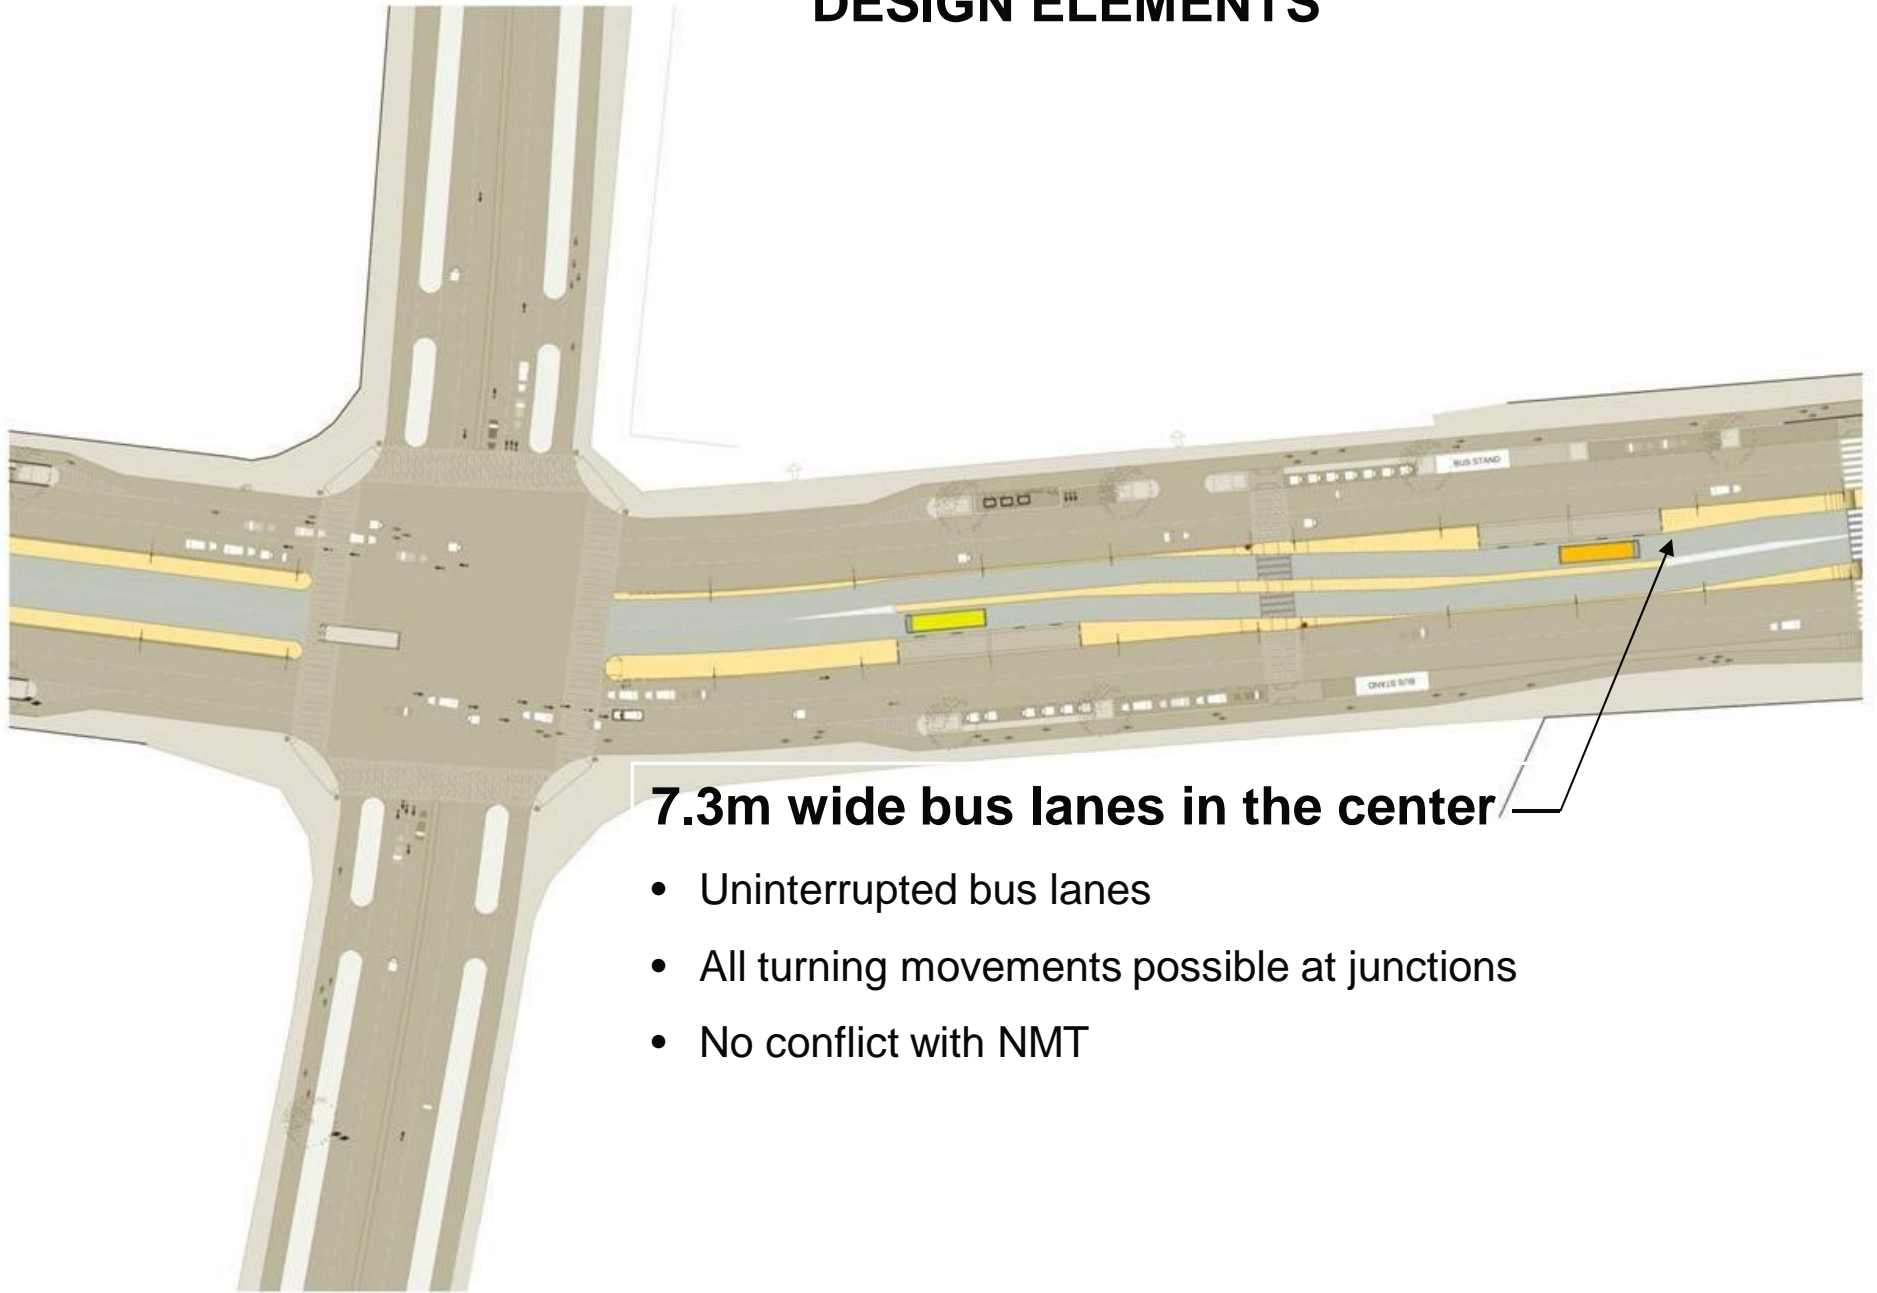 DESIGN ELEMENTS
BUS STAND
BUS STAND
7.3m wide bus lanes in the center
• Uninterrupted bus lanes
• All turning movements possible at junctions
• No conflict with NMT